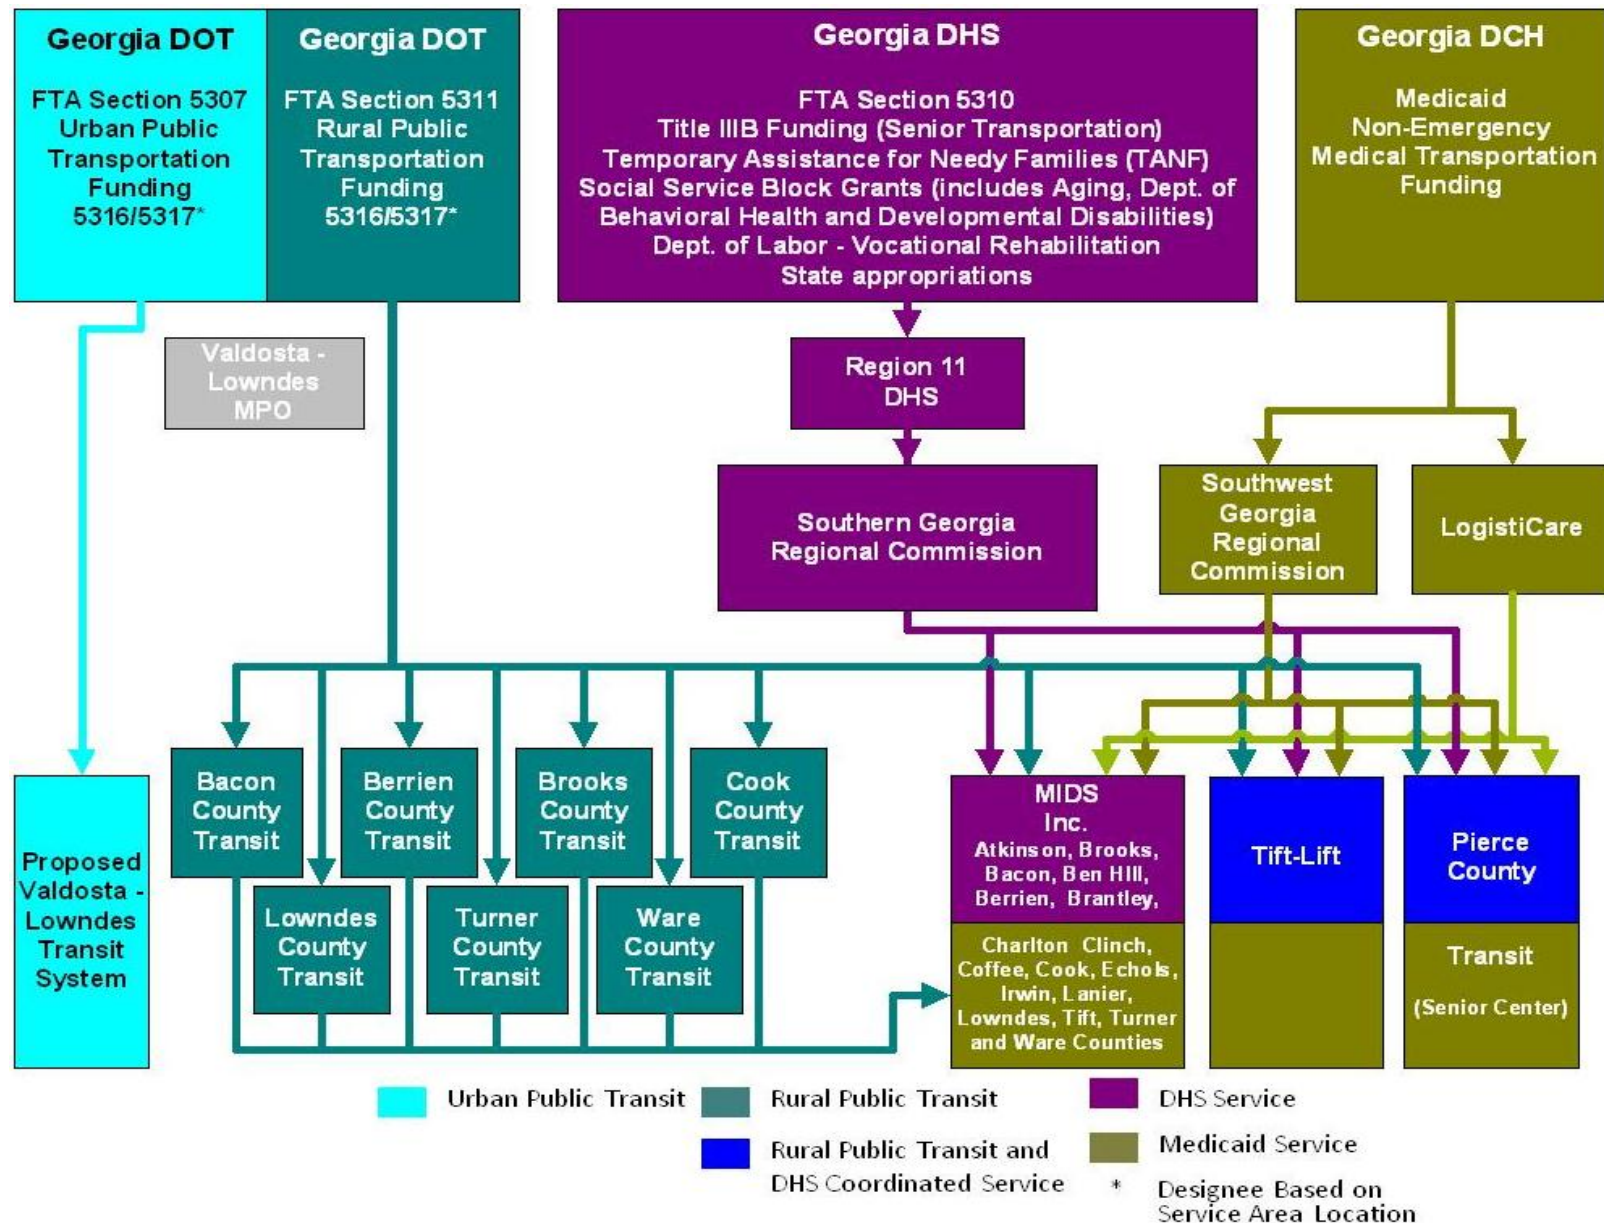 Georgia DOT
FTA Section 5307
Urban Public
Transportation
Funding
5316/5317*
Georgia DOT
FTA Section 5311
Rural Public
Transportation
Funding
5316/5317*
Georgia DHS
FTA Section 5310
Title IIIB Funding (Senior Transportation)
Temporary Assistance for Needy Families (TANF)
Social Service Block Grants (includes Aging, Dept. of
Behavioral Health and Developmental Disabilities)
Dept. of Labor - Vocational Rehabilitation
State appropriations
Georgia DCH
Medicaid
Non-Emergency
Medical Transportation
Funding
Valdosta -
Lowndes
MPO
Region 11
DHS
Southern Georgia
Regional Commission
Southwest
Georgia
Regional
Commission
LogistiCare
Proposed
Valdosta -
Lowndes
Transit
System
Bacon
County
Transit
Berrien
County
Transit
Brooks
County
Transit
Cook
County
Transit
Lowndes
County
Transit
Turner
County
Transit
Ware
County
Transit
MIDS
Inc.
Atkinson, Brooks,
Bacon, Ben HIll,
Berrien, Brantley,
Charlton Clinch,
Coffee, Cook, Echols,
Irwin, Lanier,
Lowndes, Tift, Turner
and Ware Counties
Tift-Lift
Pierce
County
Transit
(Senior Center)
Urban Public Transit
Rural Public Transit
DHS Service
Rural Public Transit and
DHS Coordinated Service
Medicaid Service
* Designee Based on
Service Area Location